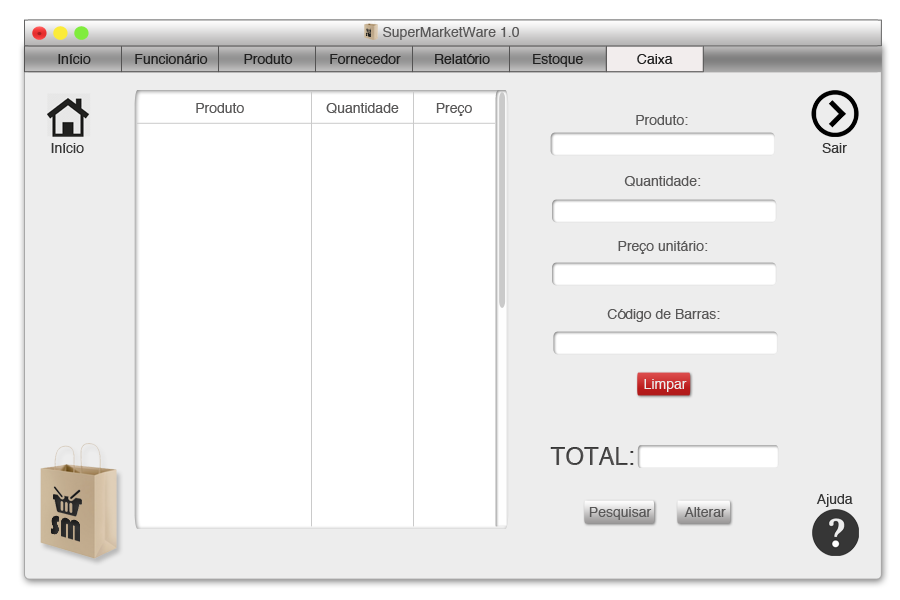 SuperMarketWare 1.0
Início Funcionário Produto Fornecedor Relatório Estoque Caixa
Início
Produto Quantidade Preço
Produto:
Sair
Quantidade:
Preço unitário:
Código de Barras:
Limpar
TOTAL:
Pesquisar Alterar
Ajuda
?
sm